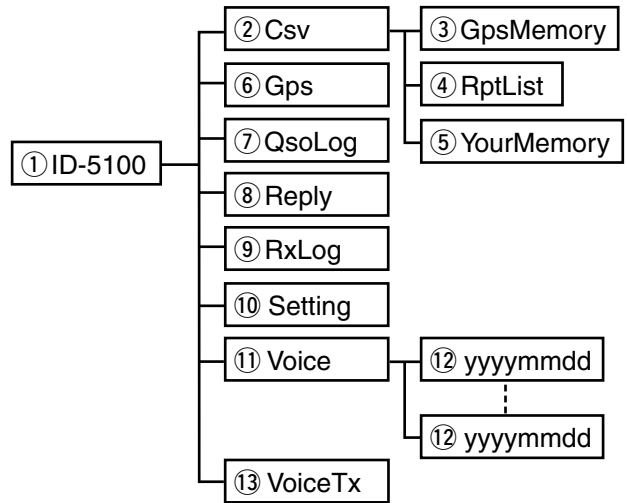 ① ID-5100
② Csv
③ GpsMemory
④ RptList
⑤ YourMemory
⑥ Gps
⑦ QsoLog
⑧ Reply
⑨ RxLog
⑩ Setting
⑪ Voice
⑫ yyyymmdd
⑫ yyyymmdd
⑬ VoiceTx